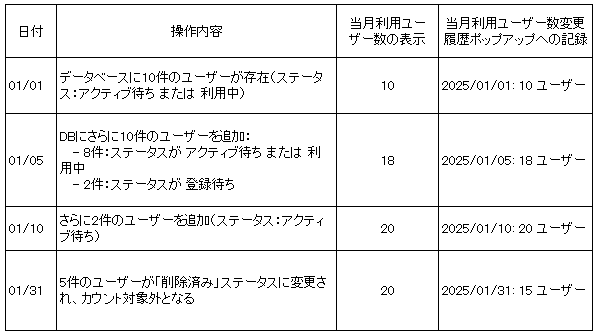 日付
操作内容
当月利用ユー
ザー数の表示
当月利用ユーザー数変更
履歴ポップアップへの記録
01/01
データベースに10件のユーザーが存在(ステータ
ス:アクティブ待ち または 利用中)
10
2025/01/01: 10 ユーザー
01/05
DBにさらに10件のユーザーを追加:
- 8件:ステータスが アクティブ待ち または 利
用中
- 2件:ステータスが 登録待ち
18
2025/01/05: 18 ユーザー
01/10
さらに2件のユーザーを追加(ステータス:アクティ
ブ待ち)
20
2025/01/10: 20 ユーザー
01/31
5件のユーザーが「削除済み」ステータスに変更さ
れ、カウント対象外となる
20
2025/01/31: 15 ユーザー